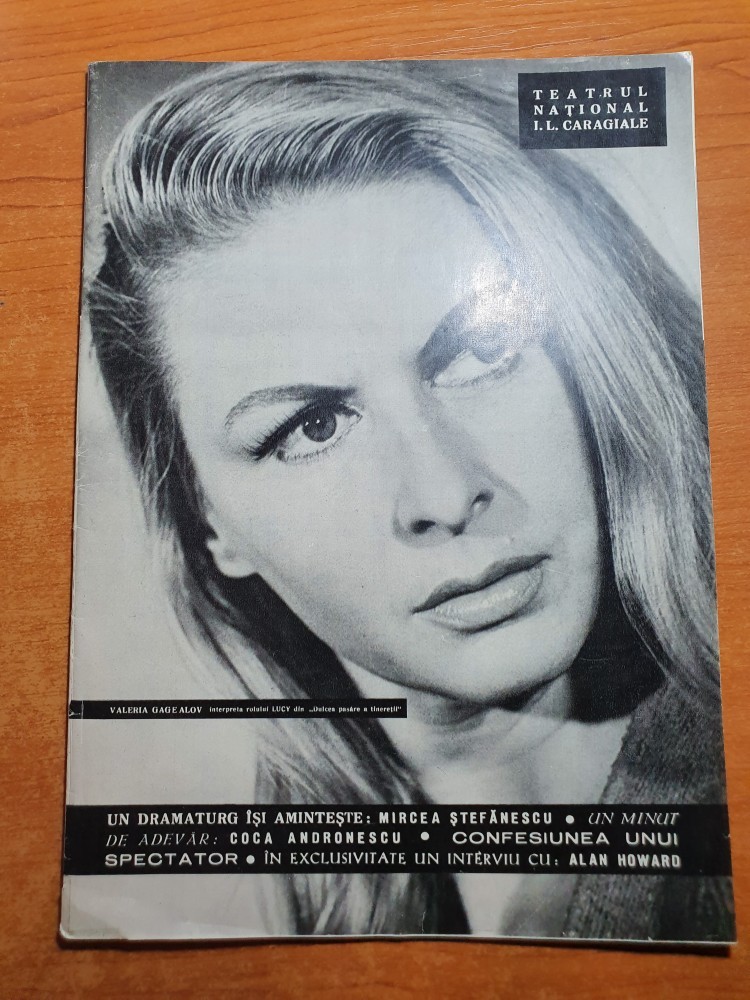 TEATRUL
NAȚIONAL
I. L. CARAGIALE
VALERIA GAGEALOV interpreta rolului LUCY din „Dulcea pasăre a tinereții"
UN DRAMATURG ÎȘI AMINTEȘTE: MIRCEA ȘTEFĂNESCU ● UN MINUT
DE ADEVĂR: COCA ANDRONESCU ● CONFESIUNEA UNUI
SPECTATOR ● ÎN EXCLUSIVITATE UN INTERVIU CU: ALAN HOWARD